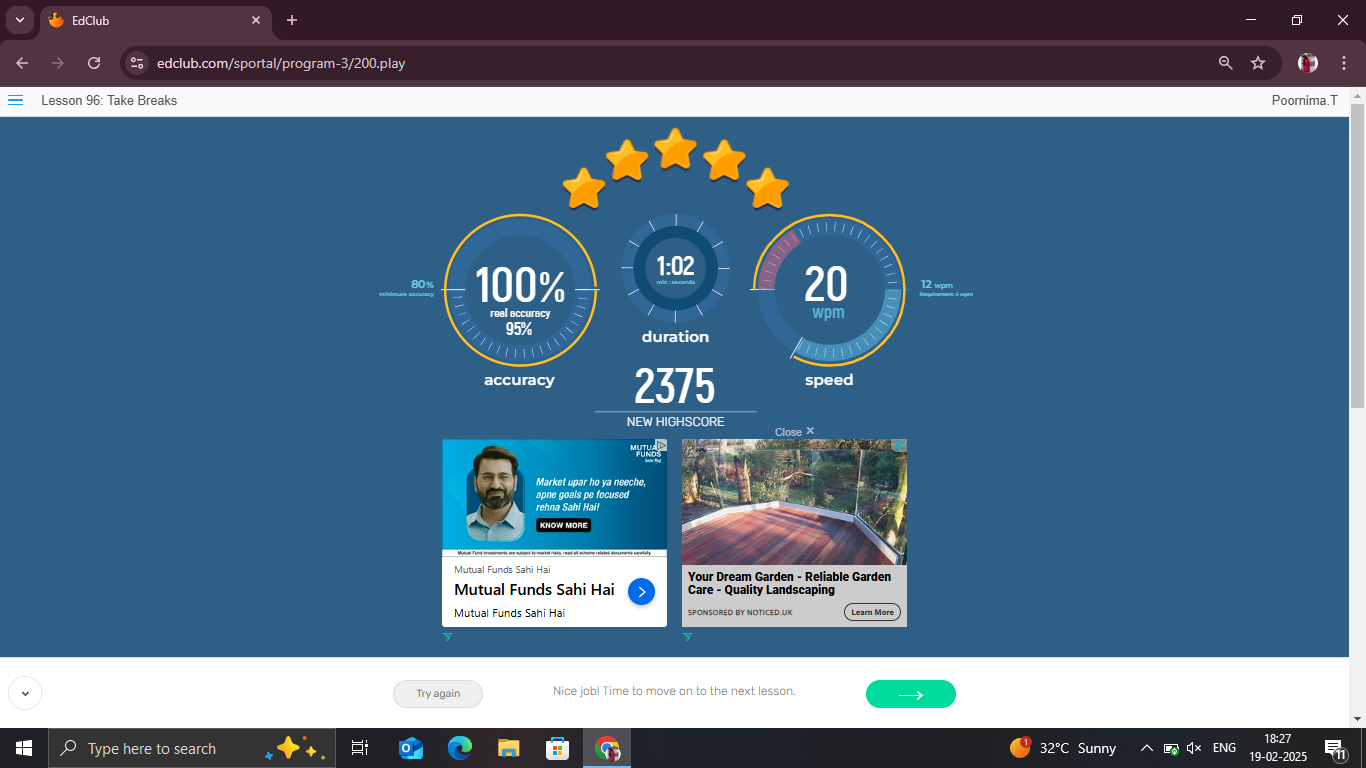 EdClub
edclub.com/sportal/program-3/200.play
Lesson 96: Take Breaks
Poornima.T
80%
minimum accuracy
100%
real accuracy
95%
accuracy
1:02
min : seconds
duration
20
wpm
speed
12 wpm
Requirement: 4 wpm
2375
NEW HIGHSCORE
Close ✕
MUTUAL
FUNDS
Sahi Hai
Market upar ho ya neeche,
apne goals pe focused
rehna Sahi Hai!
KNOW MORE
Mutual Fund investments are subject to market risks, read all scheme related documents carefully.
Mutual Funds Sahi Hai
Mutual Funds Sahi Hai
Mutual Funds Sahi Hai
Your Dream Garden - Reliable Garden
Care - Quality Landscaping
SPONSORED BY NOTICED.UK
Learn More
Try again
Nice job! Time to move on to the next lesson.
Type here to search
1
32°C Sunny
ENG
18:27
19-02-2025
11